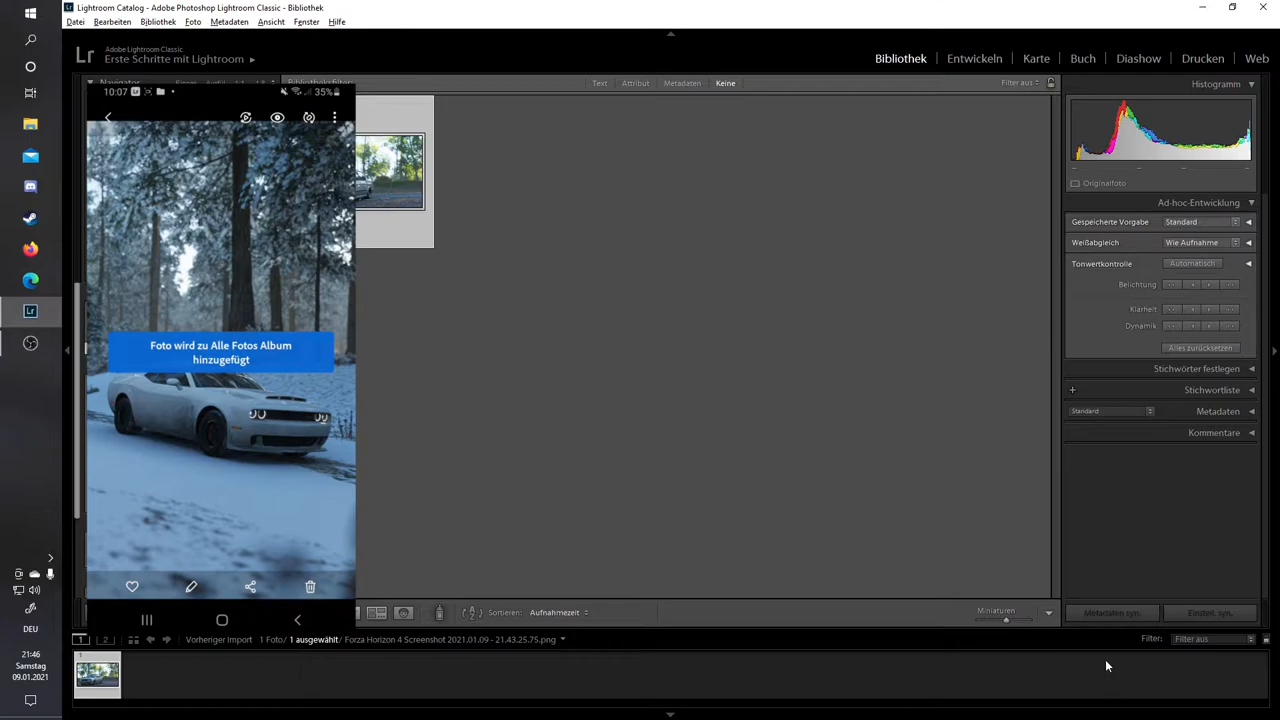 Lightroom Catalog - Adobe Photoshop Lightroom Classic - Bibliothek
Datei Bearbeiten Bibliothek Foto Metadaten Ansicht Fenster Hilfe
Lr
Adobe Lightroom Classic
Erste Schritte mit Lightroom
Bibliothek Entwickeln Karte Buch Diashow Drucken Web
Text Attribut Metadaten Keine
Filter aus
Histogramm
10:07 35%
Originalfoto
Ad-hoc-Entwicklung
Gespeicherte Vorgabe Standard
Weißabgleich Wie Aufnahme
Tonwertkontrolle Automatisch
Belichtung
Klarheit
Dynamik
Alles zurücksetzen
Foto wird zu Alle Fotos Album
hinzugefügt
Stichwörter festlegen
Stichwortliste
Standard Metadaten
Kommentare
Sortieren: Aufnahmezeit
Miniaturen
Metadaten syn. Einstell. syn.
1 2 Vorheriger Import 1 Foto/ 1 ausgewählt/ Forza Horizon 4 Screenshot 2021.01.09 - 21.43.25.75.png
Filter: Filter aus
1
Lr
DEU
21:46
Samstag
09.01.2021